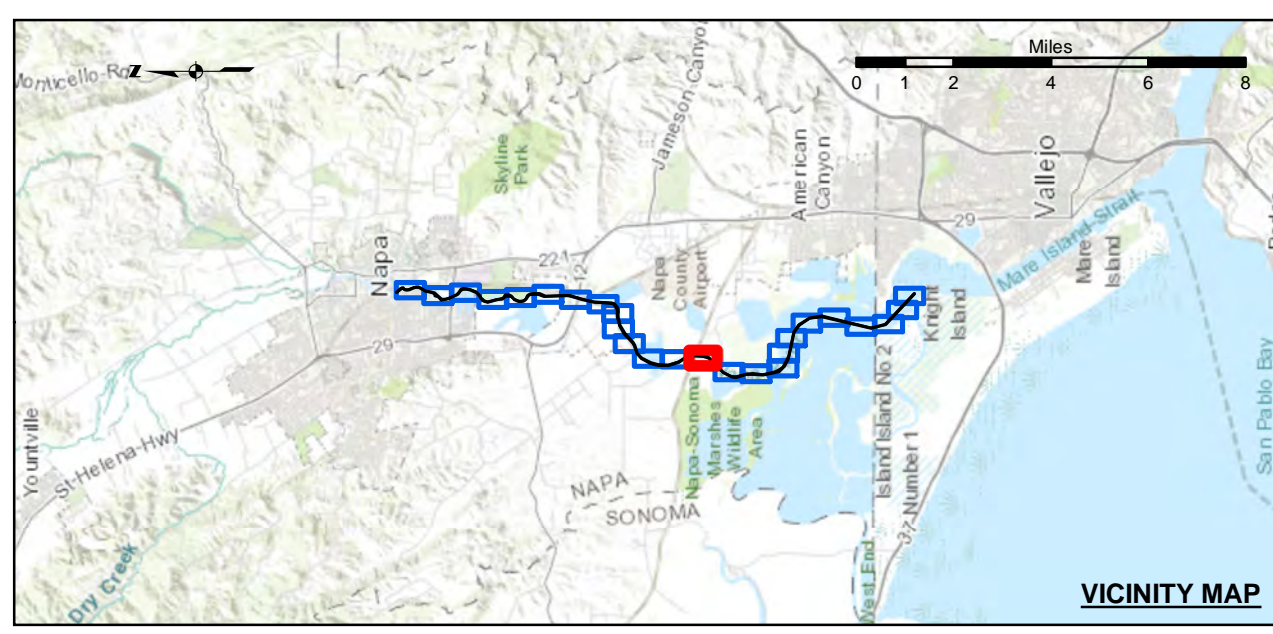 Miles
0 1 2 4 6 8
Monticello-Rd
Z
Jameson Canyon
Skyline
Park
American
Canyon
Vallejo
29
Mare Island-Strait
Mare
Island
Napa
221
12
Napa
County
Airport
Knight
Island
29
Napa-Sonoma
Marshes
Wildlife
Area
Island Island No 2
Number 1
37
San Pablo Bay
Yountville
St-Helena-Hwy
NAPA
SONOMA
West End
Dry Creek
VICINITY MAP